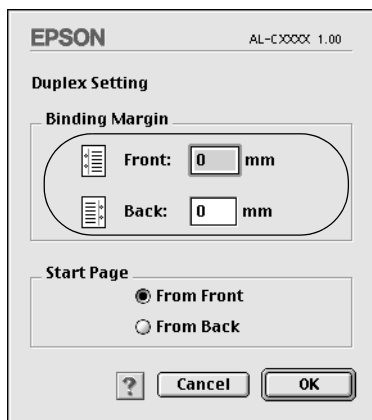 EPSON AL-CXXXX 1.00
Duplex Setting
Binding Margin
Front: 0 mm
Back: 0 mm
Start Page
From Front
From Back
? Cancel OK